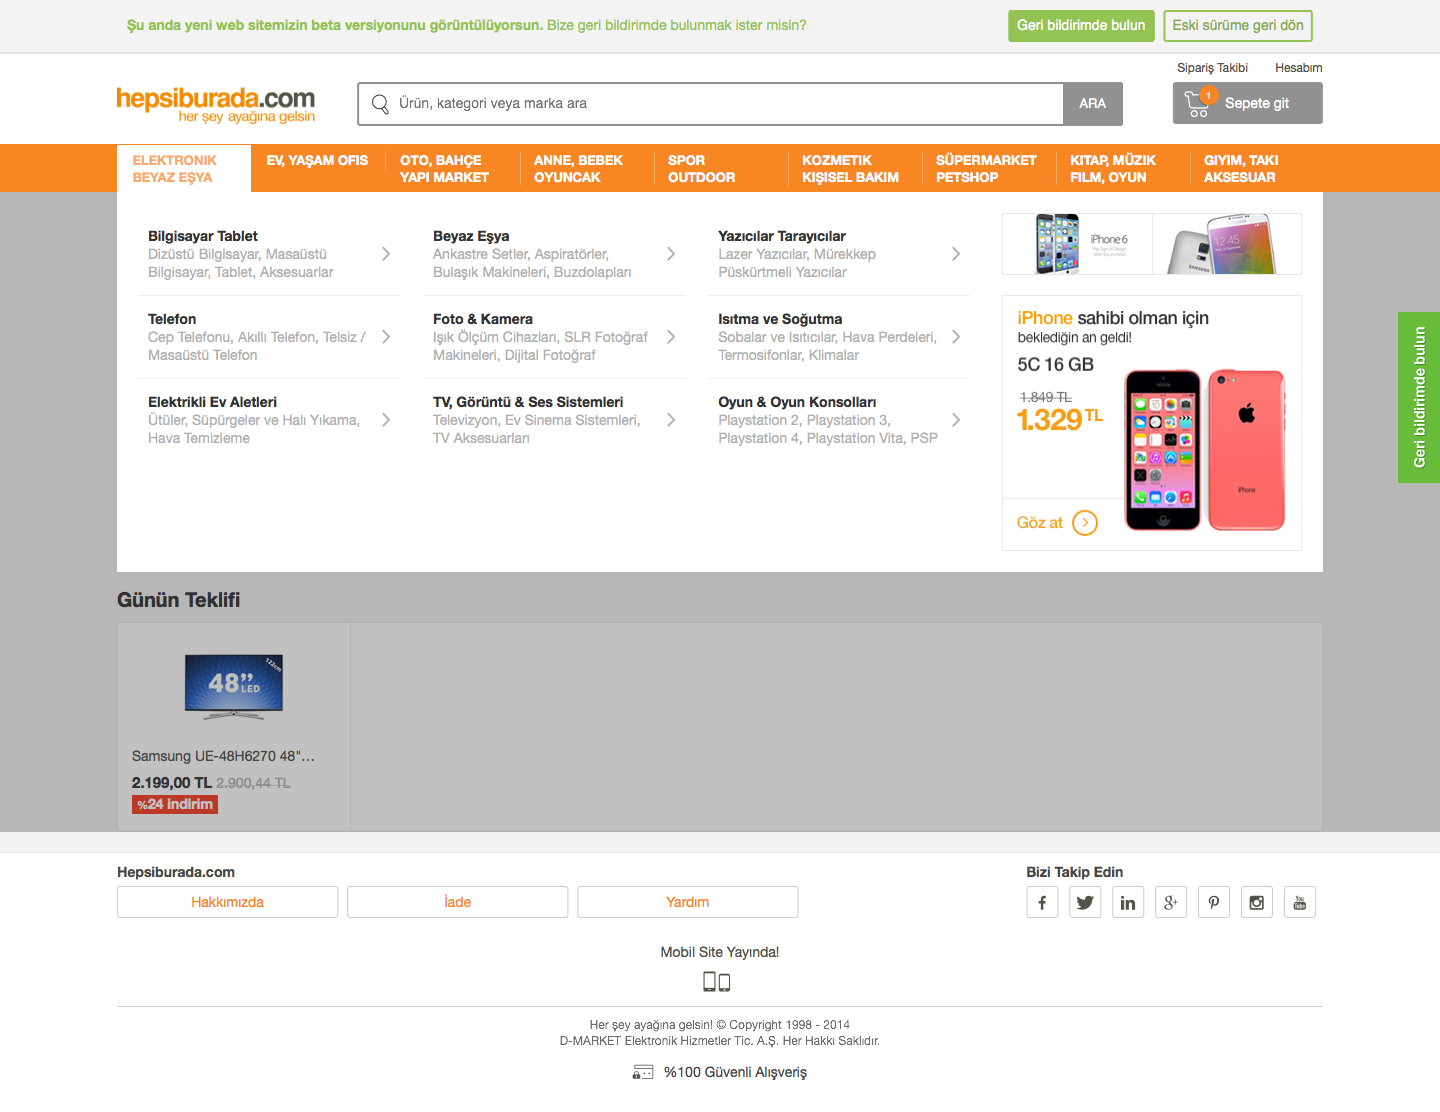 Şu anda yeni web sitemizin beta versiyonunu görüntülüyorsun. Bize geri bildirimde bulunmak ister misin?
Geri bildirimde bulun
Eski sürüme geri dön
Sipariş Takibi
Hesabım
hepsiburada.com
her şey ayağına gelsin
Ürün, kategori veya marka ara
ARA
1
Sepete git
ELEKTRONIK
BEYAZ EŞYA
EV, YAŞAM OFIS
OTO, BAHÇE
YAPI MARKET
ANNE, BEBEK
OYUNCAK
SPOR
OUTDOOR
KOZMETIK
KIŞISEL BAKIM
SÜPERMARKET
PETSHOP
KITAP, MÜZIK
FILM, OYUN
GIYIM, TAKI
AKSESUAR
Bilgisayar Tablet
Dizüstü Bilgisayar, Masaüstü
Bilgisayar, Tablet, Aksesuarlar
Beyaz Eşya
Ankastre Setler, Aspiratörler,
Bulaşık Makineleri, Buzdolapları
Yazıcılar Tarayıcılar
Lazer Yazıcılar, Mürekkep
Püskürtmeli Yazıcılar
Telefon
Cep Telefonu, Akıllı Telefon, Telsiz /
Masaüstü Telefon
Foto & Kamera
Işık Ölçüm Cihazları, SLR Fotoğraf
Makineleri, Dijital Fotoğraf
Isıtma ve Soğutma
Sobalar ve Isıtıcılar, Hava Perdeleri,
Termosifonlar, Klimalar
Elektrikli Ev Aletleri
Ütüler, Süpürgeler ve Halı Yıkama,
Hava Temizleme
TV, Görüntü & Ses Sistemleri
Televizyon, Ev Sinema Sistemleri,
TV Aksesuarları
Oyun & Oyun Konsolları
Playstation 2, Playstation 3,
Playstation 4, Playstation Vita, PSP
iPhone 6
12:45
SAMSUNG
iPhone sahibi olman için
beklediğin an geldi!
5C 16 GB
1.849 TL
1.329 TL
iPhone
Göz at
Geri bildirimde bulun
Günün Teklifi
122cm
48” LED
Samsung UE-48H6270 48"...
2.199,00 TL 2.900,44 TL
%24 indirim
Hepsiburada.com
Hakkımızda
İade
Yardım
Bizi Takip Edin
You Tube
Mobil Site Yayında!
Her şey ayağına gelsin! © Copyright 1998 - 2014
D-MARKET Elektronik Hizmetler Tic. A.Ş. Her Hakkı Saklıdır.
%100 Güvenli Alışveriş